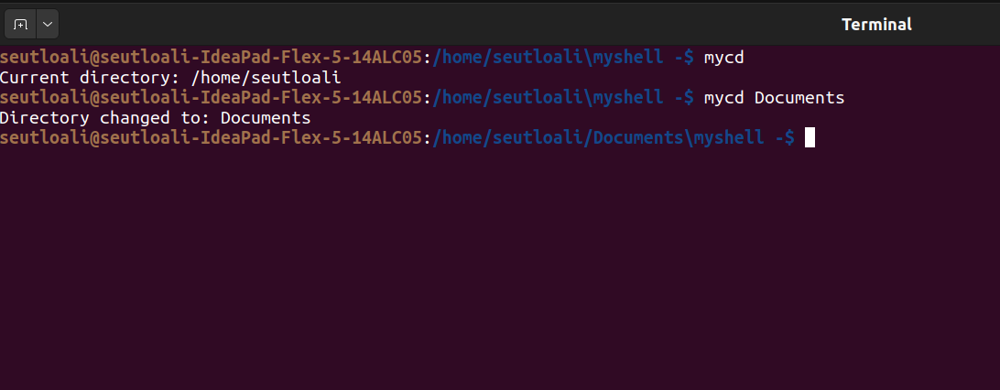 Terminal
seutloali@seutloali-IdeaPad-Flex-5-14ALC05:/home/seutloali\myshell -$ mycd
Current directory: /home/seutloali
seutloali@seutloali-IdeaPad-Flex-5-14ALC05:/home/seutloali\myshell -$ mycd Documents
Directory changed to: Documents
seutloali@seutloali-IdeaPad-Flex-5-14ALC05:/home/seutloali/Documents\myshell -$